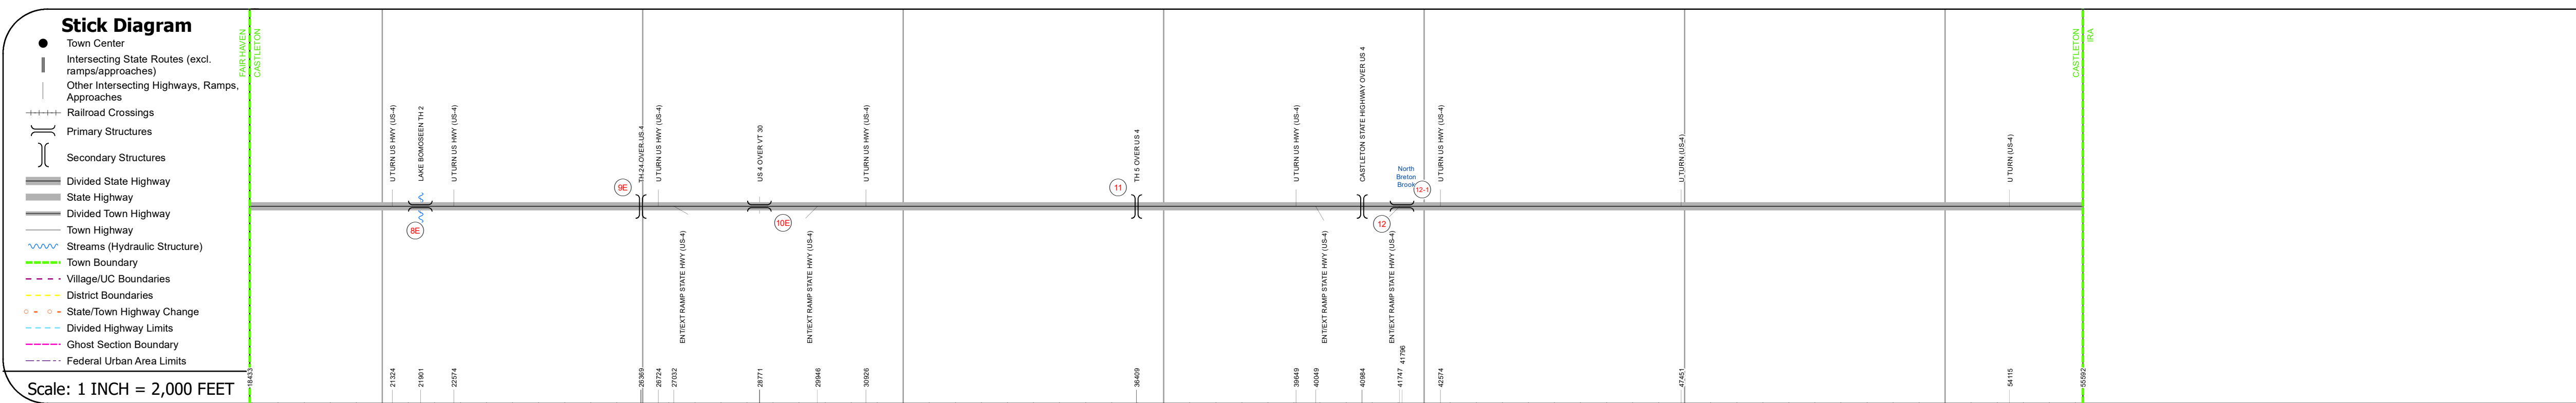 Stick Diagram
Town Center
Intersecting State Routes (excl.
ramps/approaches)
Other Intersecting Highways, Ramps,
Approaches
Railroad Crossings
Primary Structures
Secondary Structures
Divided State Highway
State Highway
Divided Town Highway
Town Highway
Streams (Hydraulic Structure)
Town Boundary
Village/UC Boundaries
District Boundaries
State/Town Highway Change
Divided Highway Limits
Ghost Section Boundary
Federal Urban Area Limits
Scale: 1 INCH = 2,000 FEET
FAIR HAVEN
CASTLETON
U TURN US HWY (US-4)
LAKE BOMOSEEN TH 2
U TURN US HWY (US-4)
TH 24 OVER US 4
U TURN US HWY (US-4)
US 4 OVER VT 30
U TURN US HWY (US-4)
TH 5 OVER US 4
U TURN US HWY (US-4)
CASTLETON STATE HIGHWAY OVER US 4
North
Breton
Brook
U TURN US HWY (US-4)
U TURN (US-4)
U TURN (US-4)
CASTLETON
IRA
8E
9E
10E
11
12
12-1
ENT/EXT RAMP STATE HWY (US-4)
ENT/EXT RAMP STATE HWY (US-4)
ENT/EXT RAMP STATE HWY (US-4)
ENT/EXT RAMP STATE HWY (US-4)
18433
21324
21901
22574
26369
26724
27032
28771
29946
30926
36409
39649
40049
40984
41747
41796
42574
47451
54115
55592